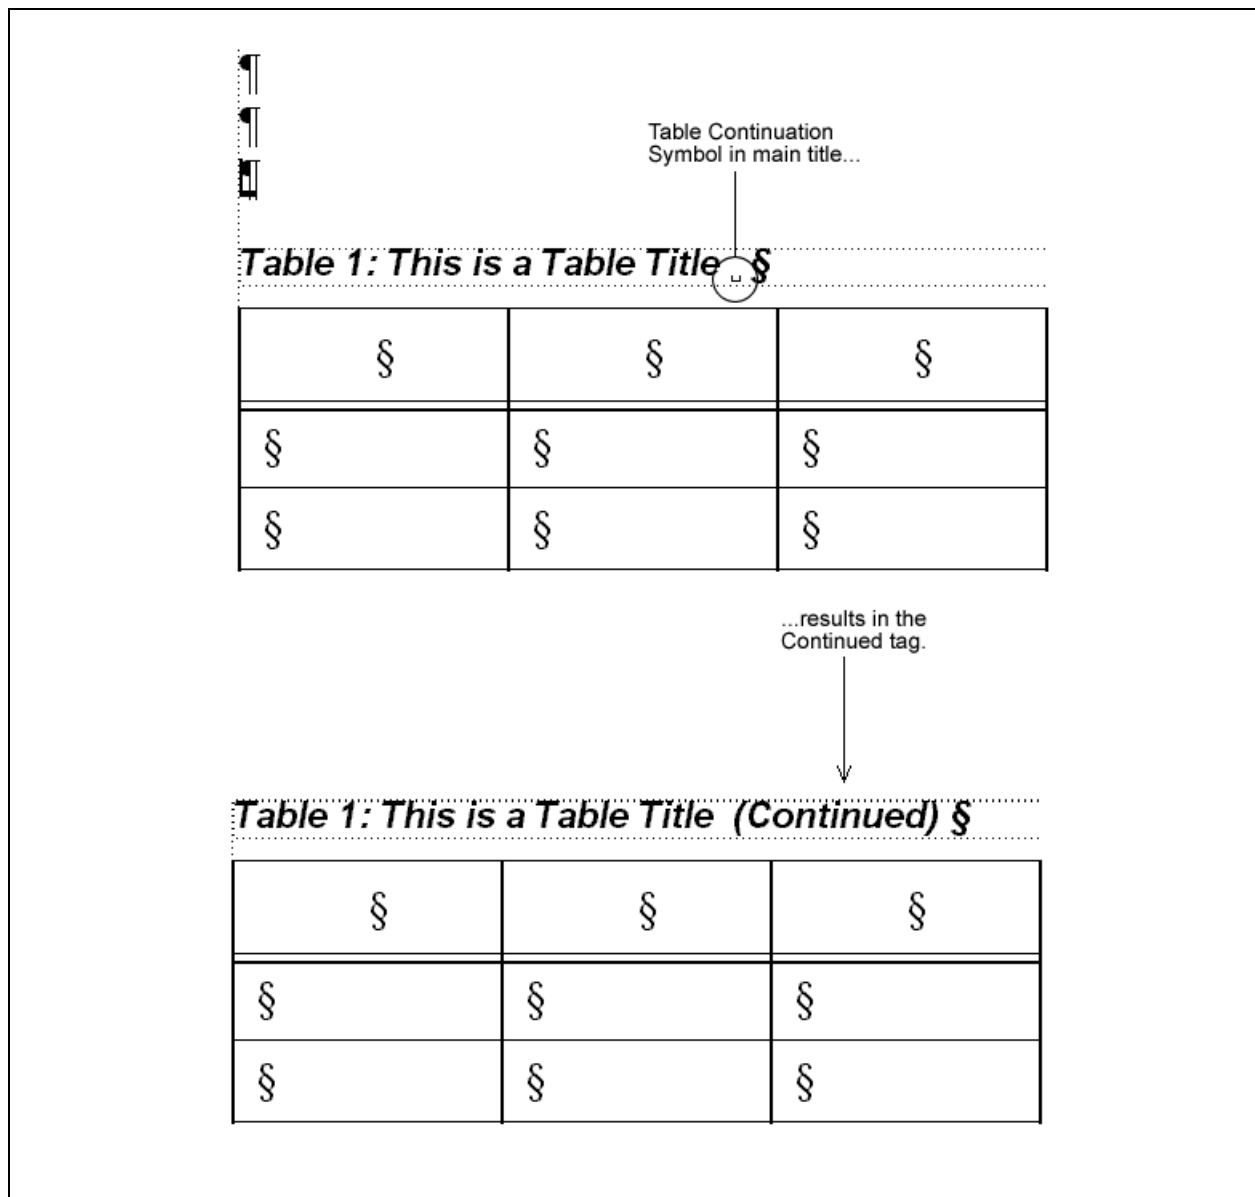 ¶
¶
¶
Table Continuation
Symbol in main title...
Table 1: This is a Table Title ␣ §
§ § §
§ § §
§ § §
...results in the
Continued tag.
Table 1: This is a Table Title (Continued) §
§ § §
§ § §
§ § §